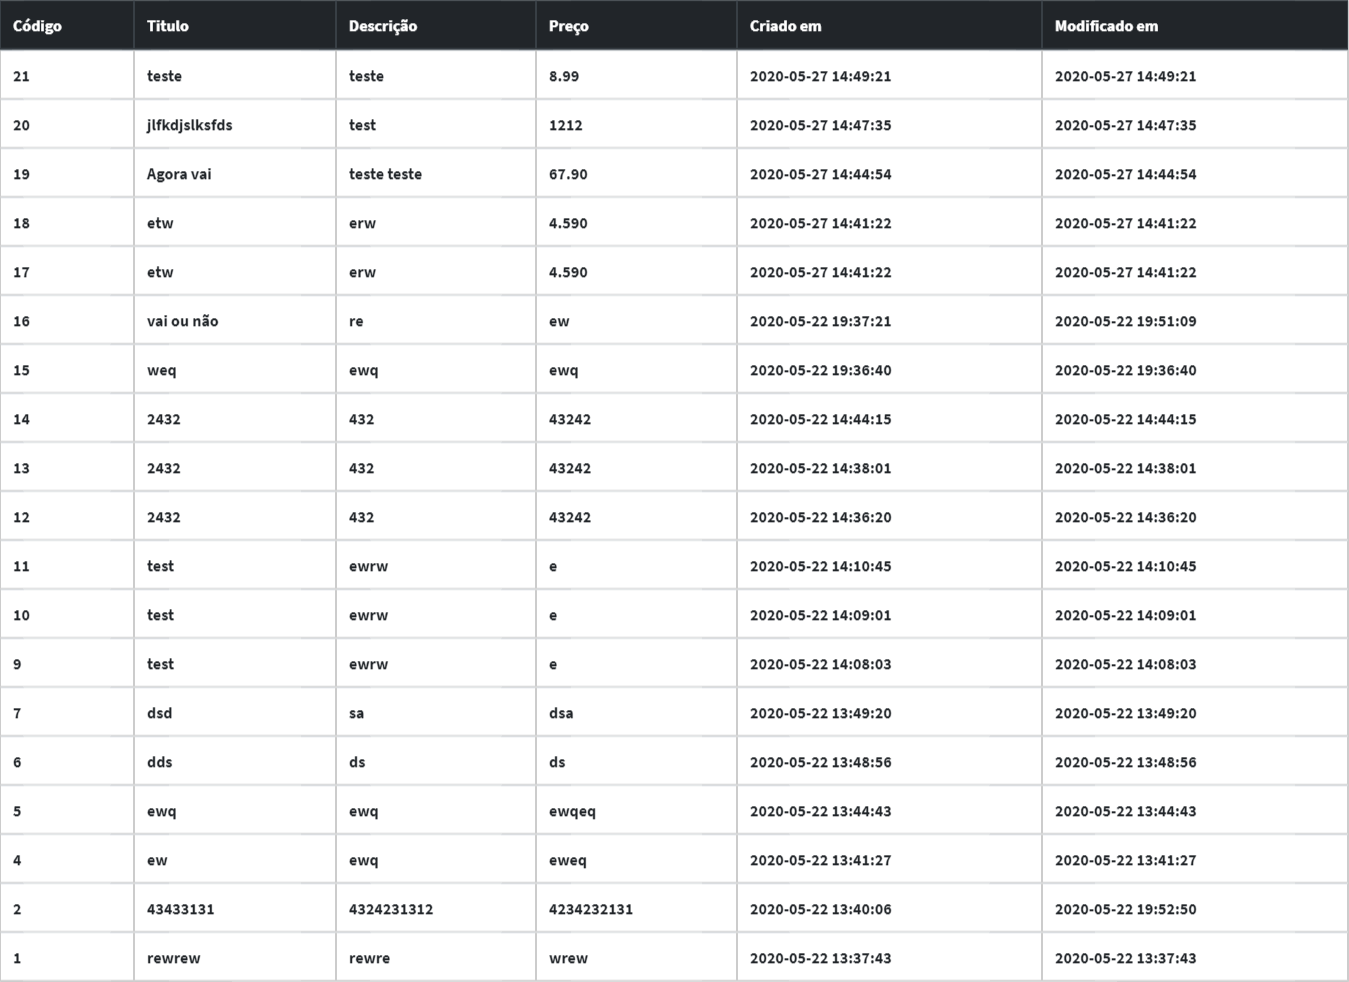 Código Titulo Descrição Preço Criado em Modificado em
21 teste teste 8.99 2020-05-27 14:49:21 2020-05-27 14:49:21
20 jlfkdjslksfds test 1212 2020-05-27 14:47:35 2020-05-27 14:47:35
19 Agora vai teste teste 67.90 2020-05-27 14:44:54 2020-05-27 14:44:54
18 etw erw 4.590 2020-05-27 14:41:22 2020-05-27 14:41:22
17 etw erw 4.590 2020-05-27 14:41:22 2020-05-27 14:41:22
16 vai ou não re ew 2020-05-22 19:37:21 2020-05-22 19:51:09
15 weq ewq ewq 2020-05-22 19:36:40 2020-05-22 19:36:40
14 2432 432 43242 2020-05-22 14:44:15 2020-05-22 14:44:15
13 2432 432 43242 2020-05-22 14:38:01 2020-05-22 14:38:01
12 2432 432 43242 2020-05-22 14:36:20 2020-05-22 14:36:20
11 test ewrw e 2020-05-22 14:10:45 2020-05-22 14:10:45
10 test ewrw e 2020-05-22 14:09:01 2020-05-22 14:09:01
9 test ewrw e 2020-05-22 14:08:03 2020-05-22 14:08:03
7 dsd sa dsa 2020-05-22 13:49:20 2020-05-22 13:49:20
6 dds ds ds 2020-05-22 13:48:56 2020-05-22 13:48:56
5 ewq ewq ewqeq 2020-05-22 13:44:43 2020-05-22 13:44:43
4 ew ewq eweq 2020-05-22 13:41:27 2020-05-22 13:41:27
2 43433131 4324231312 4234232131 2020-05-22 13:40:06 2020-05-22 19:52:50
1 rewrew rewre wrew 2020-05-22 13:37:43 2020-05-22 13:37:43